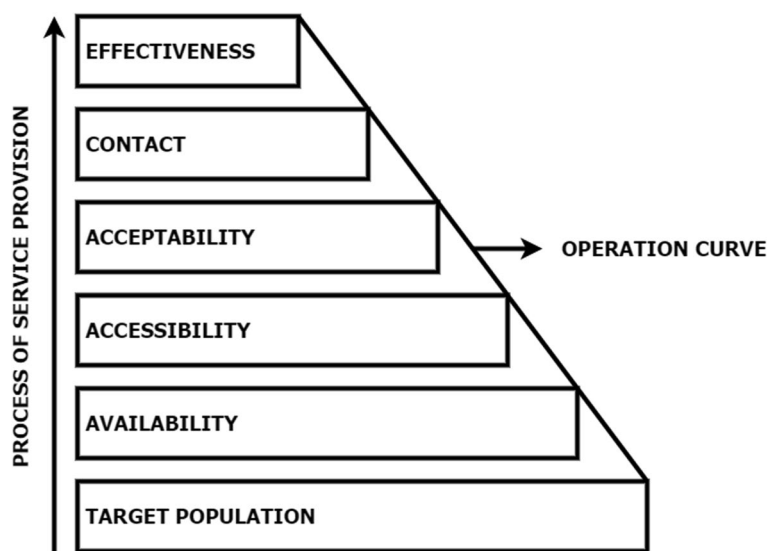 PROCESS OF SERVICE PROVISION
EFFECTIVENESS
CONTACT
ACCEPTABILITY
OPERATION CURVE
ACCESSIBILITY
AVAILABILITY
TARGET POPULATION